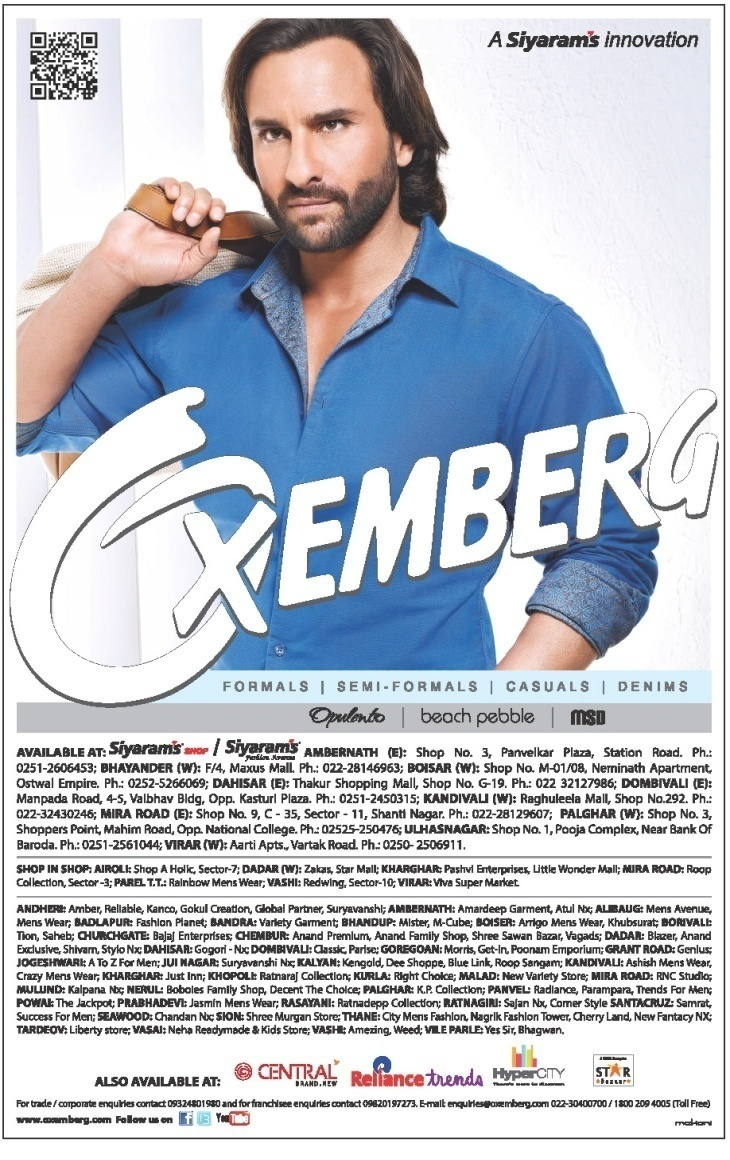 A Siyaram's innovation
OXEMBERG
FORMALS | SEMI-FORMALS | CASUALS | DENIMS
Opulento | beach pebble | MSD
AVAILABLE AT: Siyaram's SHOP / Siyaram's Fashion Avenue AMBERNATH (E): Shop No. 3, Panvelkar Plaza, Station Road. Ph.:
0251-2606453; BHAYANDER (W): F/4, Maxus Mall. Ph.: 022-28146963; BOISAR (W): Shop No. M-01/08, Neminath Apartment,
Ostwal Empire. Ph.: 0252-5266069; DAHISAR (E): Thakur Shopping Mall, Shop No. G-19. Ph.: 022 32127986; DOMBIVALI (E):
Manpada Road, 4-5, Vaibhav Bldg, Opp. Kasturi Plaza. Ph.: 0251-2450315; KANDIVALI (W): Raghuleela Mall, Shop No.292. Ph.:
022-32430246; MIRA ROAD (E): Shop No. 9, C - 35, Sector - 11, Shanti Nagar. Ph.: 022-28129607; PALGHAR (W): Shop No. 3,
Shoppers Point, Mahim Road, Opp. National College. Ph.: 02525-250476; ULHASNAGAR: Shop No. 1, Pooja Complex, Near Bank Of
Baroda. Ph.: 0251-2561044; VIRAR (W): Aarti Apts., Vartak Road. Ph.: 0250- 2506911.
SHOP IN SHOP: AIROLI: Shop A Holic, Sector-7; DADAR (W): Zakas, Star Mall; KHARGHAR: Pashvi Enterprises, Little Wonder Mall; MIRA ROAD: Roop
Collection, Sector -3; PAREL T.T.: Rainbow Mens Wear; VASHI: Redwing, Sector-10; VIRAR: Viva Super Market.
ANDHERI: Amber, Reliable, Kanco, Gokul Creation, Global Partner, Suryavanshi; AMBERNATH: Amardeep Garment, Atul Nx; ALIBAUG: Mens Avenue,
Mens Wear; BADLAPUR: Fashion Planet; BANDRA: Variety Garment; BHANDUP: Mister, M-Cube; BOISER: Arrigo Mens Wear, Khubsurat; BORIVALI:
Tion, Saheb; CHURCHGATE: Bajaj Enterprises; CHEMBUR: Anand Premium, Anand Family Shop, Shree Sawan Bazar, Vagads; DADAR: Blazer, Anand
Exclusive, Shivam, Stylo Nx; DAHISAR: Gogori - Nx; DOMBIVALI: Classic, Parise; GOREGOAN: Morris, Get-In, Poonam Emporium; GRANT ROAD: Genius;
JOGESHWARI: A To Z For Men; JUI NAGAR: Suryavanshi Nx; KALYAN: Kengold, Dee Shoppe, Blue Link, Roop Sangam; KANDIVALI: Ashish Mens Wear,
Crazy Mens Wear; KHARGHAR: Just Inn; KHOPOLI: Ratnaraj Collection; KURLA: Right Choice; MALAD: New Variety Store; MIRA ROAD: RNC Studio;
MULUND: Kalpana Nx; NERUL: Boboies Family Shop, Decent The Choice; PALGHAR: K.P. Collection; PANVEL: Radiance, Parampara, Trends For Men;
POWAI: The Jackpot; PRABHADEVI: Jasmin Mens Wear; RASAYANI: Ratnadepp Collection; RATNAGIRI: Sajan Nx, Corner Style SANTACRUZ: Samrat,
Success For Men; SEAWOOD: Chandan Nx; SION: Shree Murgan Store; THANE: City Mens Fashion, Nagrik Fashion Tower, Cherry Land, New Fantacy NX;
TARDEOV: Liberty store; VASAI: Neha Readymade & Kids Store; VASHI: Amezing, Weed; VILE PARLE: Yes Sir, Bhagwan.
ALSO AVAILABLE AT: CENTRAL BRAND.NEW Reliance trends HyperCITY There's more to discover. STAR Bazaar
For trade / corporate enquiries contact 09324801980 and for franchisee enquiries contact 09820197273. E-mail: enquiries@oxemberg.com 022-30400700 / 1800 209 4005 (Toll Free)
www.oxemberg.com Follow us on f t YouTube
makani